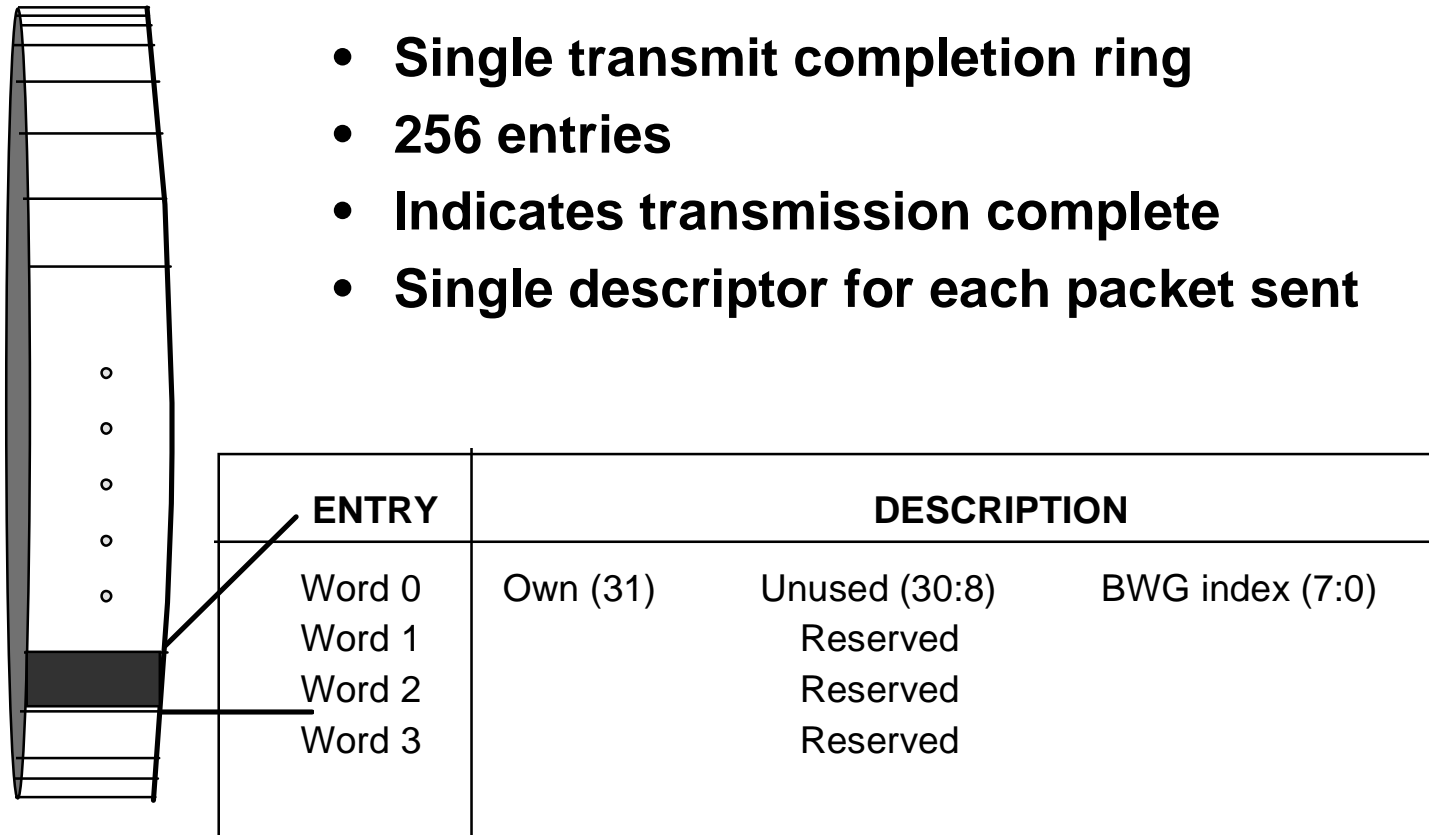 • Single transmit completion ring
• 256 entries
• Indicates transmission complete
• Single descriptor for each packet sent
ENTRY DESCRIPTION
Word 0 Own (31) Unused (30:8) BWG index (7:0)
Word 1 Reserved
Word 2 Reserved
Word 3 Reserved